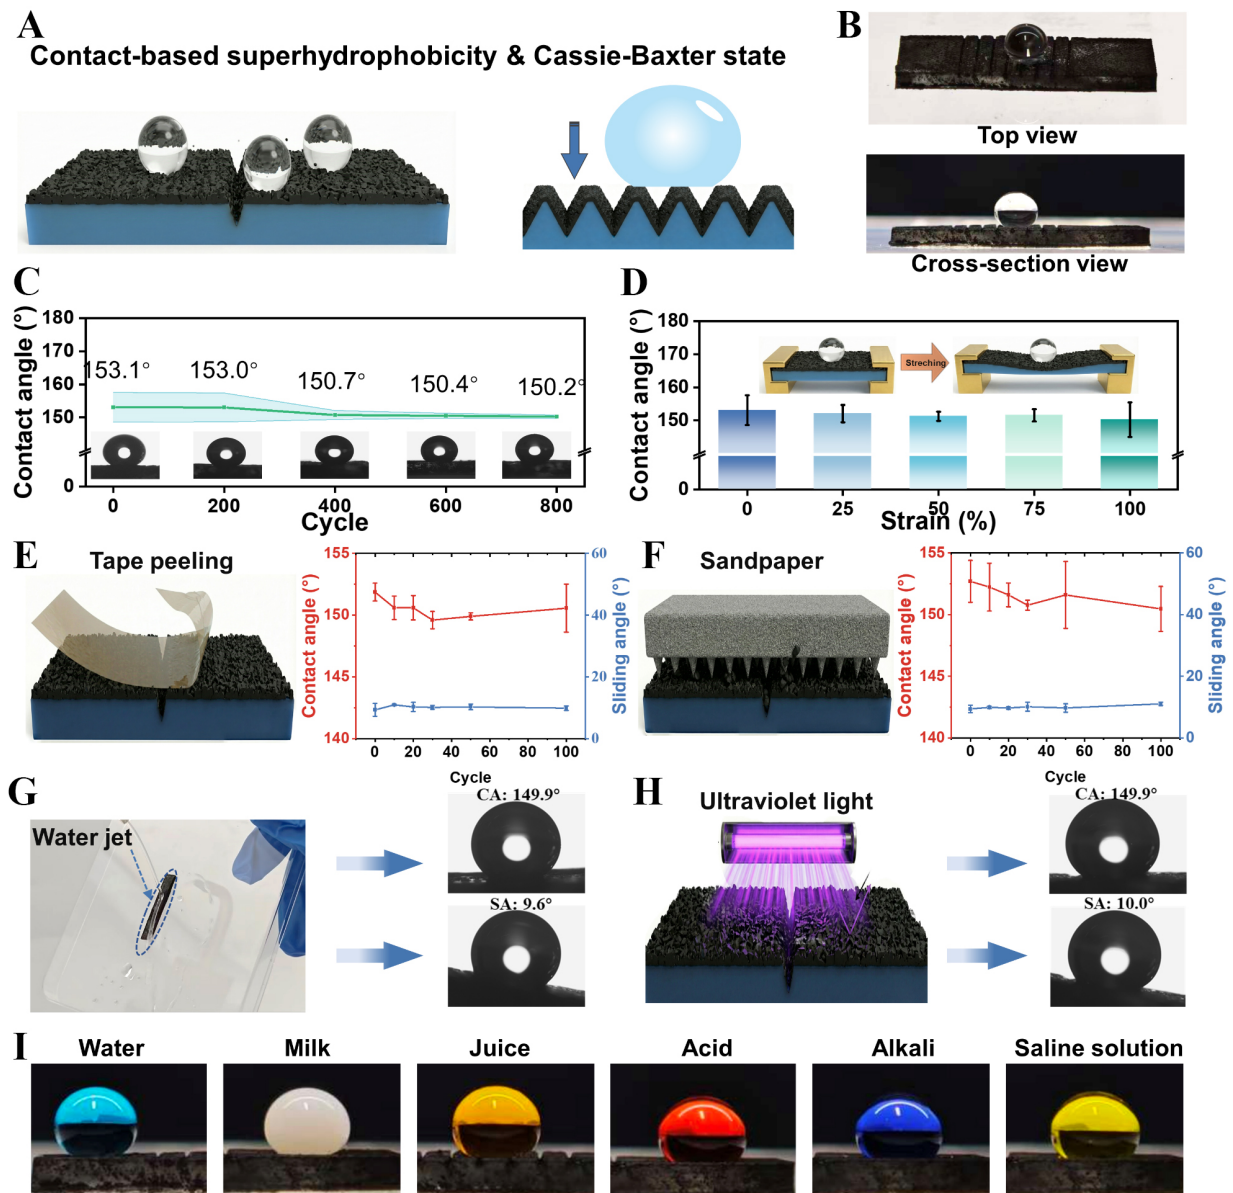 A
Contact-based superhydrophobicity & Cassie-Baxter state
B
Top view
Cross-section view
C
Contact angle (°)
180
170
160
150
0
153.1°
153.0°
150.7°
150.4°
150.2°
0 200 400 600 800
Cycle
D
Contact angle (°)
180
170
160
150
0
Streching
0 25 50 75 100
Strain (%)
E
Tape peeling
Contact angle (°)
155
150
145
140
60
40
20
0
Sliding angle (°)
0 20 40 60 80 100
Cycle
F
Sandpaper
Contact angle (°)
155
150
145
140
60
40
20
0
Sliding angle (°)
0 20 40 60 80 100
Cycle
G
Water jet
CA: 149.9°
SA: 9.6°
H
Ultraviolet light
CA: 149.9°
SA: 10.0°
I
Water
Milk
Juice
Acid
Alkali
Saline solution